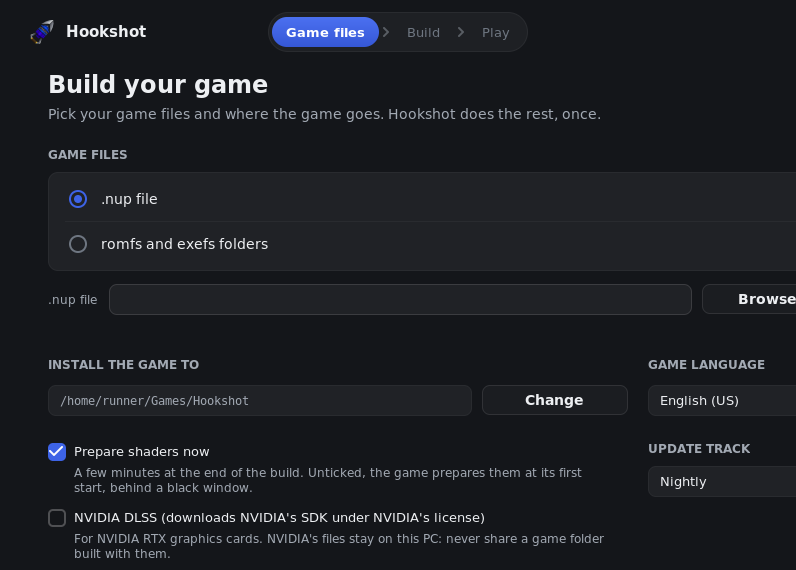 Hookshot
Game files > Build > Play
Build your game
Pick your game files and where the game goes. Hookshot does the rest, once.
GAME FILES
.nup file
romfs and exefs folders
.nup file
Browse
INSTALL THE GAME TO
GAME LANGUAGE
/home/runner/Games/Hookshot
Change
English (US)
Prepare shaders now
UPDATE TRACK
A few minutes at the end of the build. Unticked, the game prepares them at its first
start, behind a black window.
Nightly
NVIDIA DLSS (downloads NVIDIA's SDK under NVIDIA's license)
For NVIDIA RTX graphics cards. NVIDIA's files stay on this PC: never share a game folder
built with them.